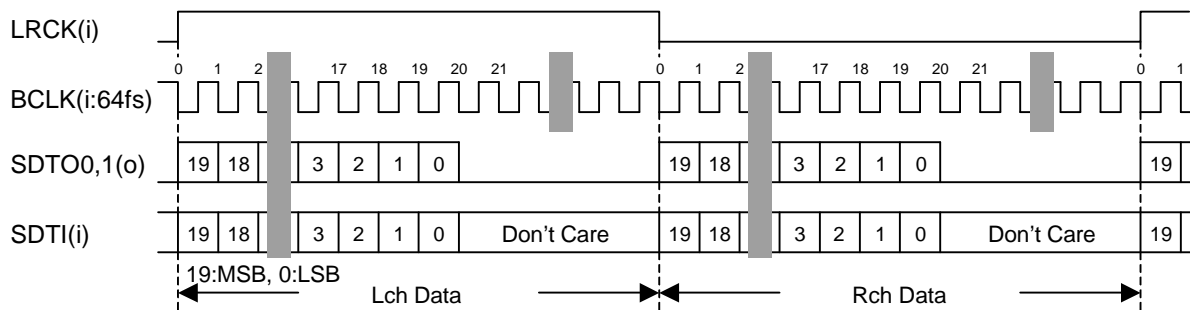 LRCK(i)
0 1 2 17 18 19 20 21 0 1 2 17 18 19 20 21 0 1
BCLK(i:64fs)
SDTO0,1(o) 19 18 3 2 1 0 19 18 3 2 1 0 19
SDTI(i) 19 18 3 2 1 0 Don't Care 19 18 3 2 1 0 Don't Care 19
19:MSB, 0:LSB
Lch Data Rch Data